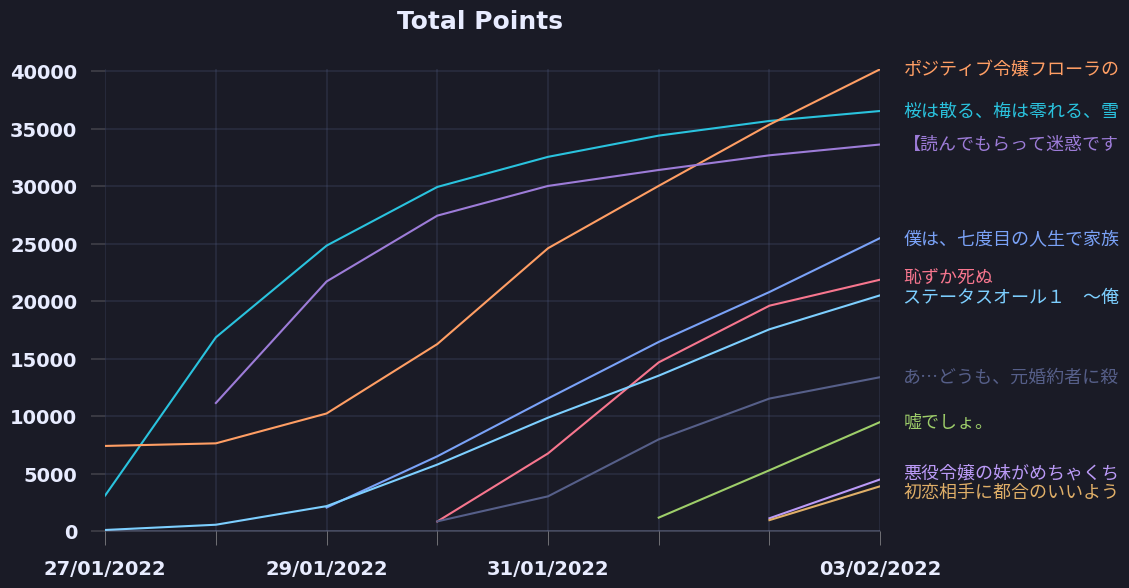 Total Points
40000
35000
30000
25000
20000
15000
10000
5000
0
27/01/2022
29/01/2022
31/01/2022
03/02/2022
ポジティブ令嬢フローラの
桜は散る、梅は零れる、雪
【読んでもらって迷惑です
僕は、七度目の人生で家族
恥ずか死ぬ
ステータスオール１　～俺
あ…どうも、元婚約者に殺
嘘でしょ。
悪役令嬢の妹がめちゃくち
初恋相手に都合のいいよう